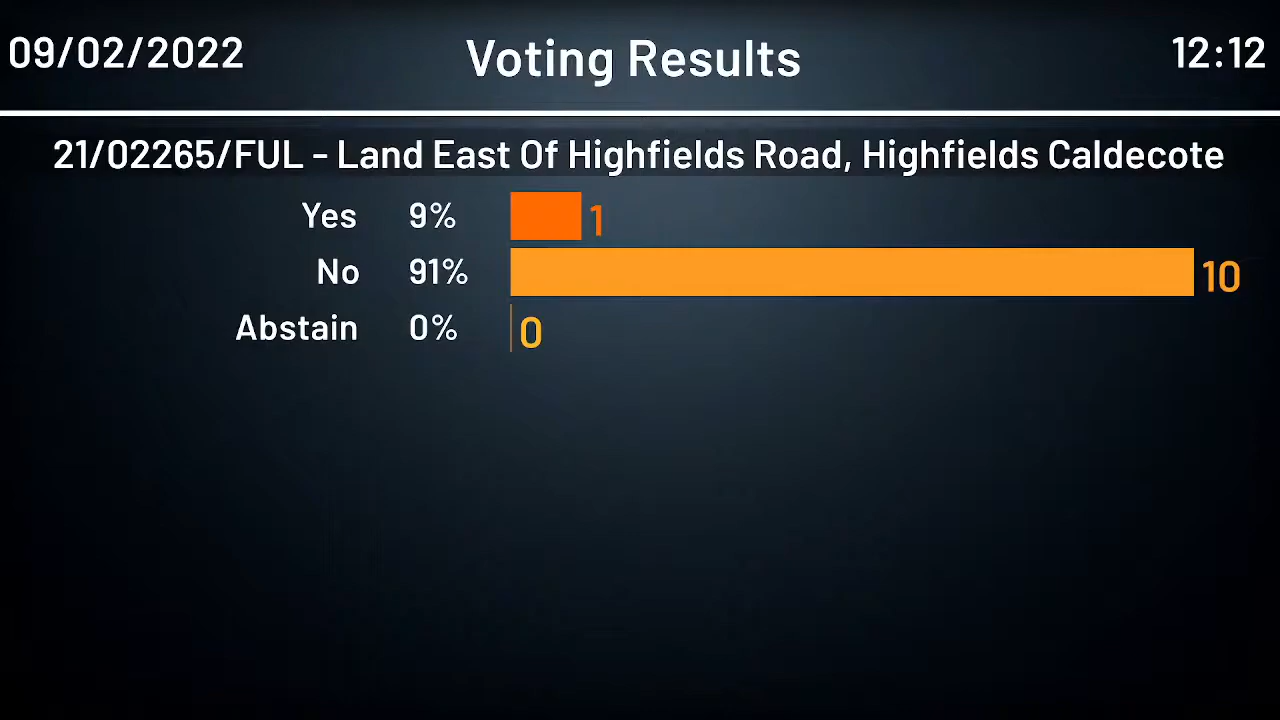 09/02/2022 Voting Results 12:12
21/02265/FUL - Land East Of Highfields Road, Highfields Caldecote
Yes 9% 1
No 91% 10
Abstain 0% 0